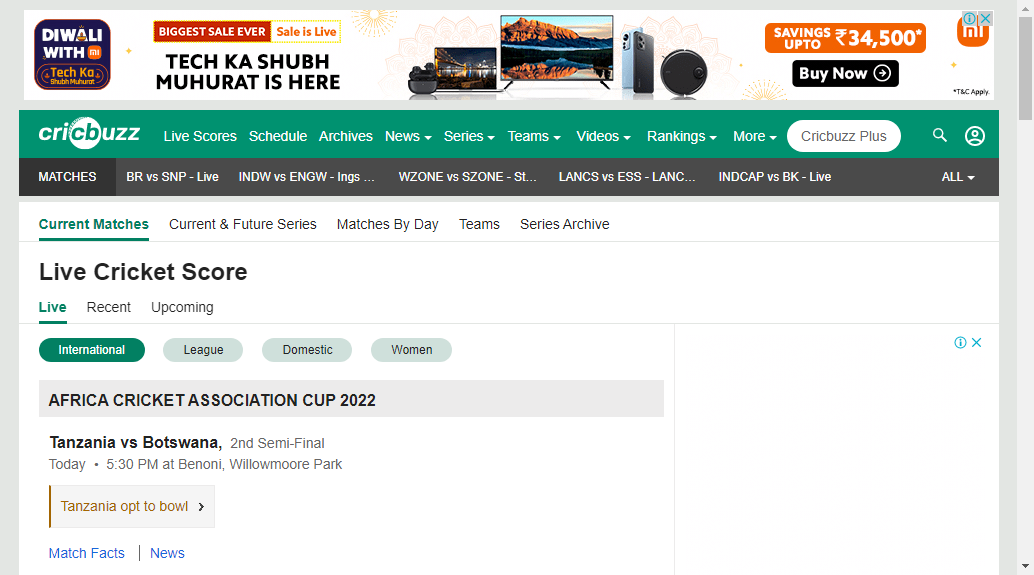 DIWALI
WITH mi
Tech Ka
Shubh Muhurat
BIGGEST SALE EVER Sale is Live
TECH KA SHUBH
MUHURAT IS HERE
SAVINGS
UPTO ₹34,500*
Buy Now
mi
*T&C Apply.
cricbuzz Live Scores Schedule Archives News Series Teams Videos Rankings More Cricbuzz Plus
MATCHES BR vs SNP - Live INDW vs ENGW - Ings ... WZONE vs SZONE - St... LANCS vs ESS - LANC... INDCAP vs BK - Live ALL
Current Matches Current & Future Series Matches By Day Teams Series Archive
Live Cricket Score
Live Recent Upcoming
International League Domestic Women
AFRICA CRICKET ASSOCIATION CUP 2022
Tanzania vs Botswana, 2nd Semi-Final
Today • 5:30 PM at Benoni, Willowmoore Park
Tanzania opt to bowl
Match Facts | News